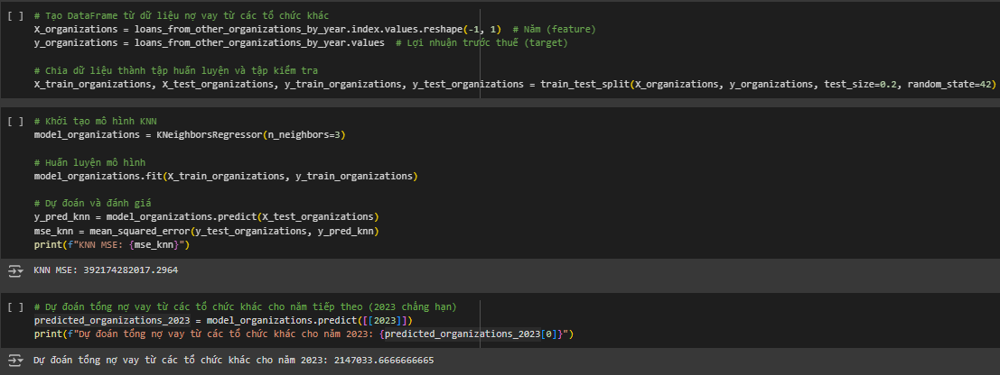 [ ] # Tạo DataFrame từ dữ liệu nợ vay từ các tổ chức khác
X_organizations = loans_from_other_organizations_by_year.index.values.reshape(-1, 1)  # Năm (feature)
y_organizations = loans_from_other_organizations_by_year.values  # Lợi nhuận trước thuế (target)
# Chia dữ liệu thành tập huấn luyện và tập kiểm tra
X_train_organizations, X_test_organizations, y_train_organizations, y_test_organizations = train_test_split(X_organizations, y_organizations, test_size=0.2, random_state=42)
[ ] # Khởi tạo mô hình KNN
model_organizations = KNeighborsRegressor(n_neighbors=3)
# Huấn luyện mô hình
model_organizations.fit(X_train_organizations, y_train_organizations)
# Dự đoán và đánh giá
y_pred_knn = model_organizations.predict(X_test_organizations)
mse_knn = mean_squared_error(y_test_organizations, y_pred_knn)
print(f"KNN MSE: {mse_knn}")
KNN MSE: 392174282017.2964
[ ] # Dự đoán tổng nợ vay từ các tổ chức khác cho năm tiếp theo (2023 chẳng hạn)
predicted_organizations_2023 = model_organizations.predict([[2023]])
print(f"Dự đoán tổng nợ vay từ các tổ chức khác cho năm 2023: {predicted_organizations_2023[0]}")
Dự đoán tổng nợ vay từ các tổ chức khác cho năm 2023: 2147033.6666666665